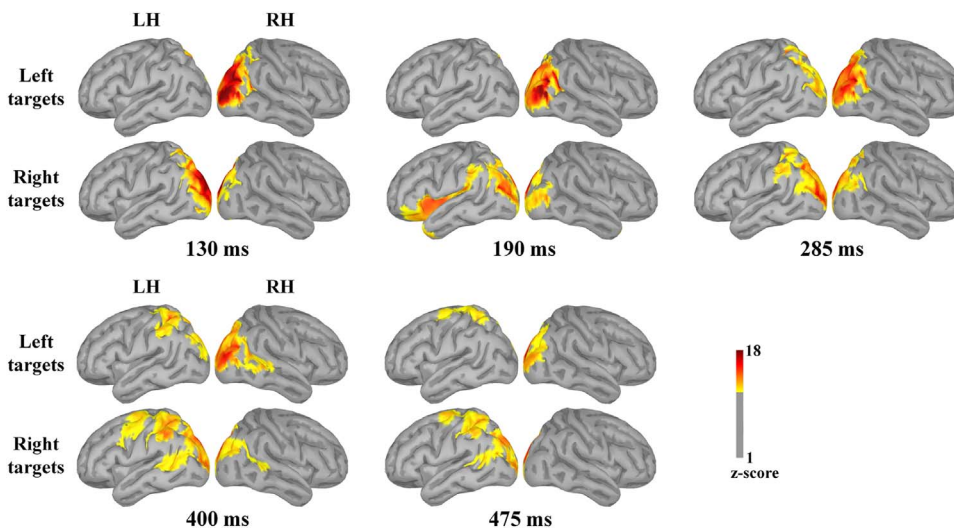 LH RH
Left
targets
Right
targets
130 ms 190 ms 285 ms
LH RH
Left
targets
Right
targets
400 ms 475 ms
18
1
z-score